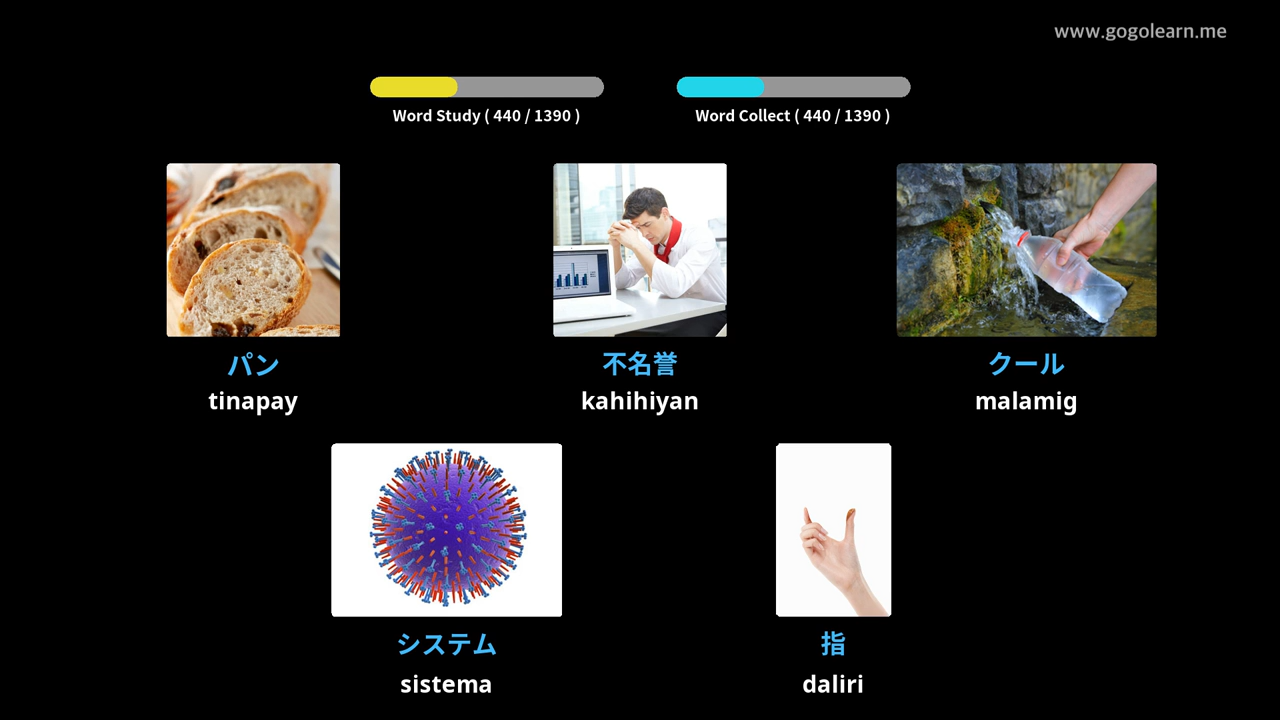 www.gogolearn.me
Word Study ( 440 / 1390 )
Word Collect ( 440 / 1390 )
パン
tinapay
不名誉
kahihiyan
クール
malamig
システム
sistema
指
daliri